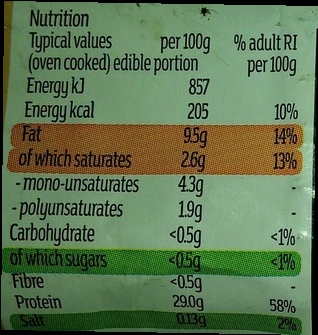 Nutrition
Typical values per 100g % adult RI
(oven cooked) edible portion per 100g
Energy kJ 857
Energy kcal 205 10%
Fat 9.5g 14%
of which saturates 2.6g 13%
- mono-unsaturates 4.3g -
- polyunsaturates 1.9g -
Carbohydrate <0.5g <1%
of which sugars <0.5g <1%
Fibre <0.5g -
Protein 29.0g 58%
Salt 0.13g 2%